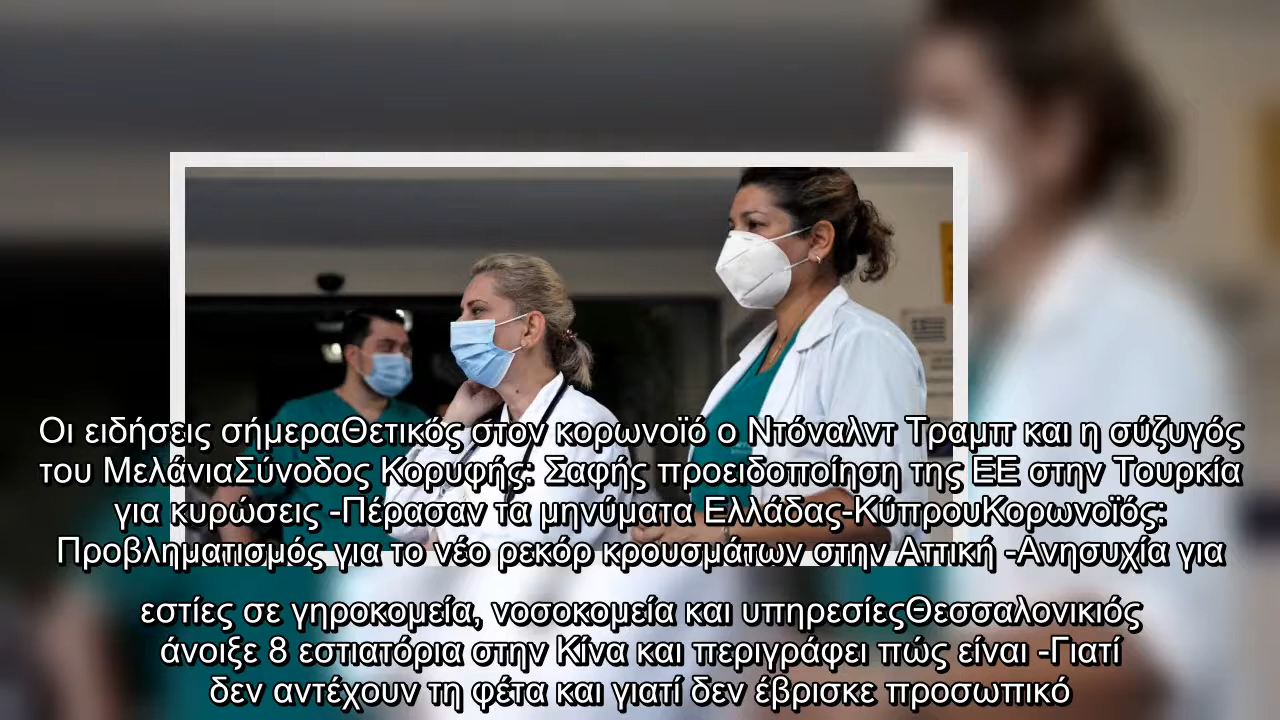 Οι ειδήσεις σήμεραΘετικός στον κορωνοϊό ο Ντόναλντ Τραμπ και η σύζυγός
του ΜελάνιαΣύνοδος Κορυφής: Σαφής προειδοποίηση της ΕΕ στην Τουρκία
για κυρώσεις -Πέρασαν τα μηνύματα Ελλάδας-ΚύπρουΚορωνοϊός:
Προβληματισμός για το νέο ρεκόρ κρουσμάτων στην Αττική -Ανησυχία για
εστίες σε γηροκομεία, νοσοκομεία και υπηρεσίεςΘεσσαλονικιός
άνοιξε 8 εστιατόρια στην Κίνα και περιγράφει πώς είναι -Γιατί
δεν αντέχουν τη φέτα και γιατί δεν έβρισκε προσωπικό